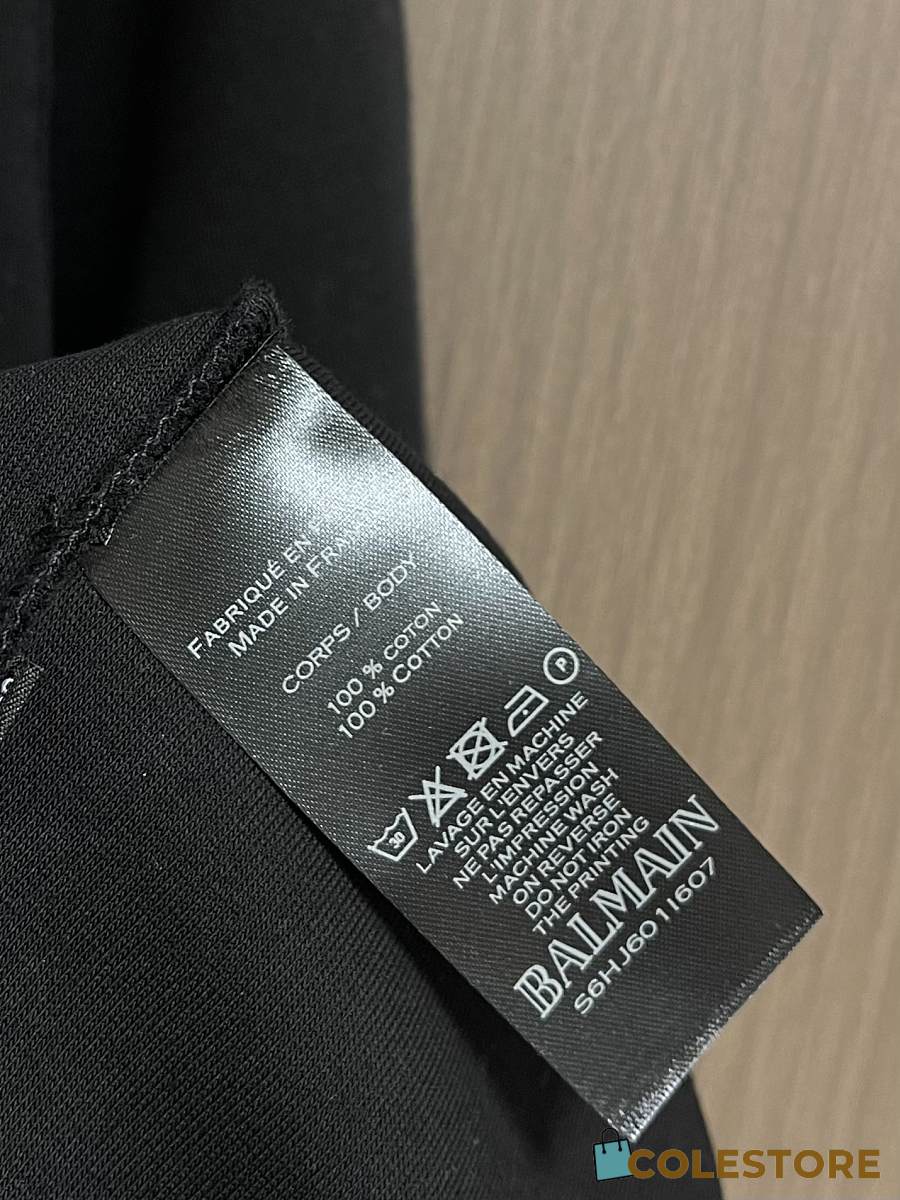 FABRIQUÉ EN
MADE IN FRAN
CORPS / BODY
100 % COTON
100 % COTTON
P
30
LAVAGE EN MACHINE
SUR L'ENVERS
NE PAS REPASSER
L'IMPRESSION
MACHINE WASH
ON REVERSE
DO NOT IRON
THE PRINTING
BALMAIN
S6HJ6011607
COLESTORE